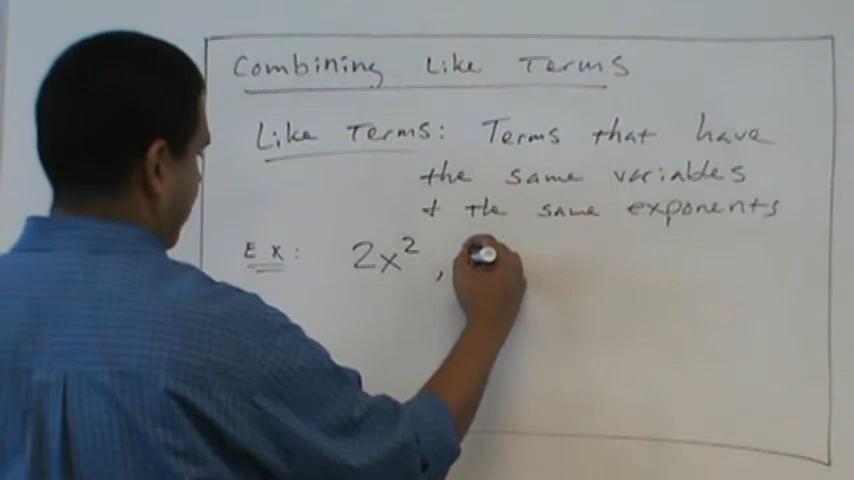 Combining Like Terms
Like Terms: Terms that have
the same variables
+ the same exponents
Ex: 2x²,